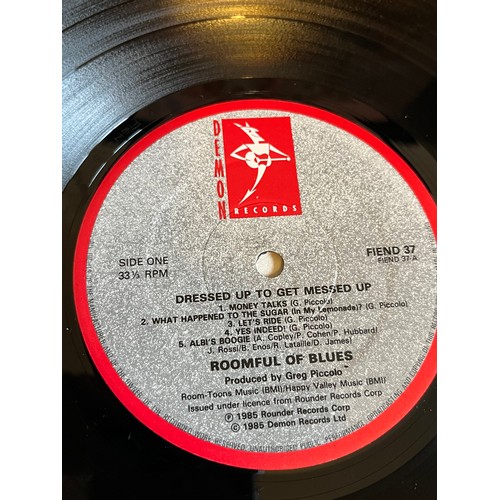 DEMON
RECORDS
SIDE ONE
33⅓ RPM
FIEND 37
FIEND 37 A
DRESSED UP TO GET MESSED UP
1. MONEY TALKS (G. Piccolo)
2. WHAT HAPPENED TO THE SUGAR (In My Lemonade)? (G. Piccolo)
3. LET'S RIDE (G. Piccolo)
4. YES INDEED! (G. Piccolo)
5. ALBI'S BOOGIE (A. Copley/P. Cohen/P. Hubbard/
J. Rossi/B. Enos/R. Lataille/D. James)
ROOMFUL OF BLUES
Produced by Greg Piccolo
Room-Toons Music (BMI)/Happy Valley Music (BMI)
Issued under licence from Rounder Records Corp
Ⓟ 1985 Rounder Records Corp
© 1985 Demon Records Ltd
RESERVED UNAUTHORISED PUBLIC PERFORMANCE